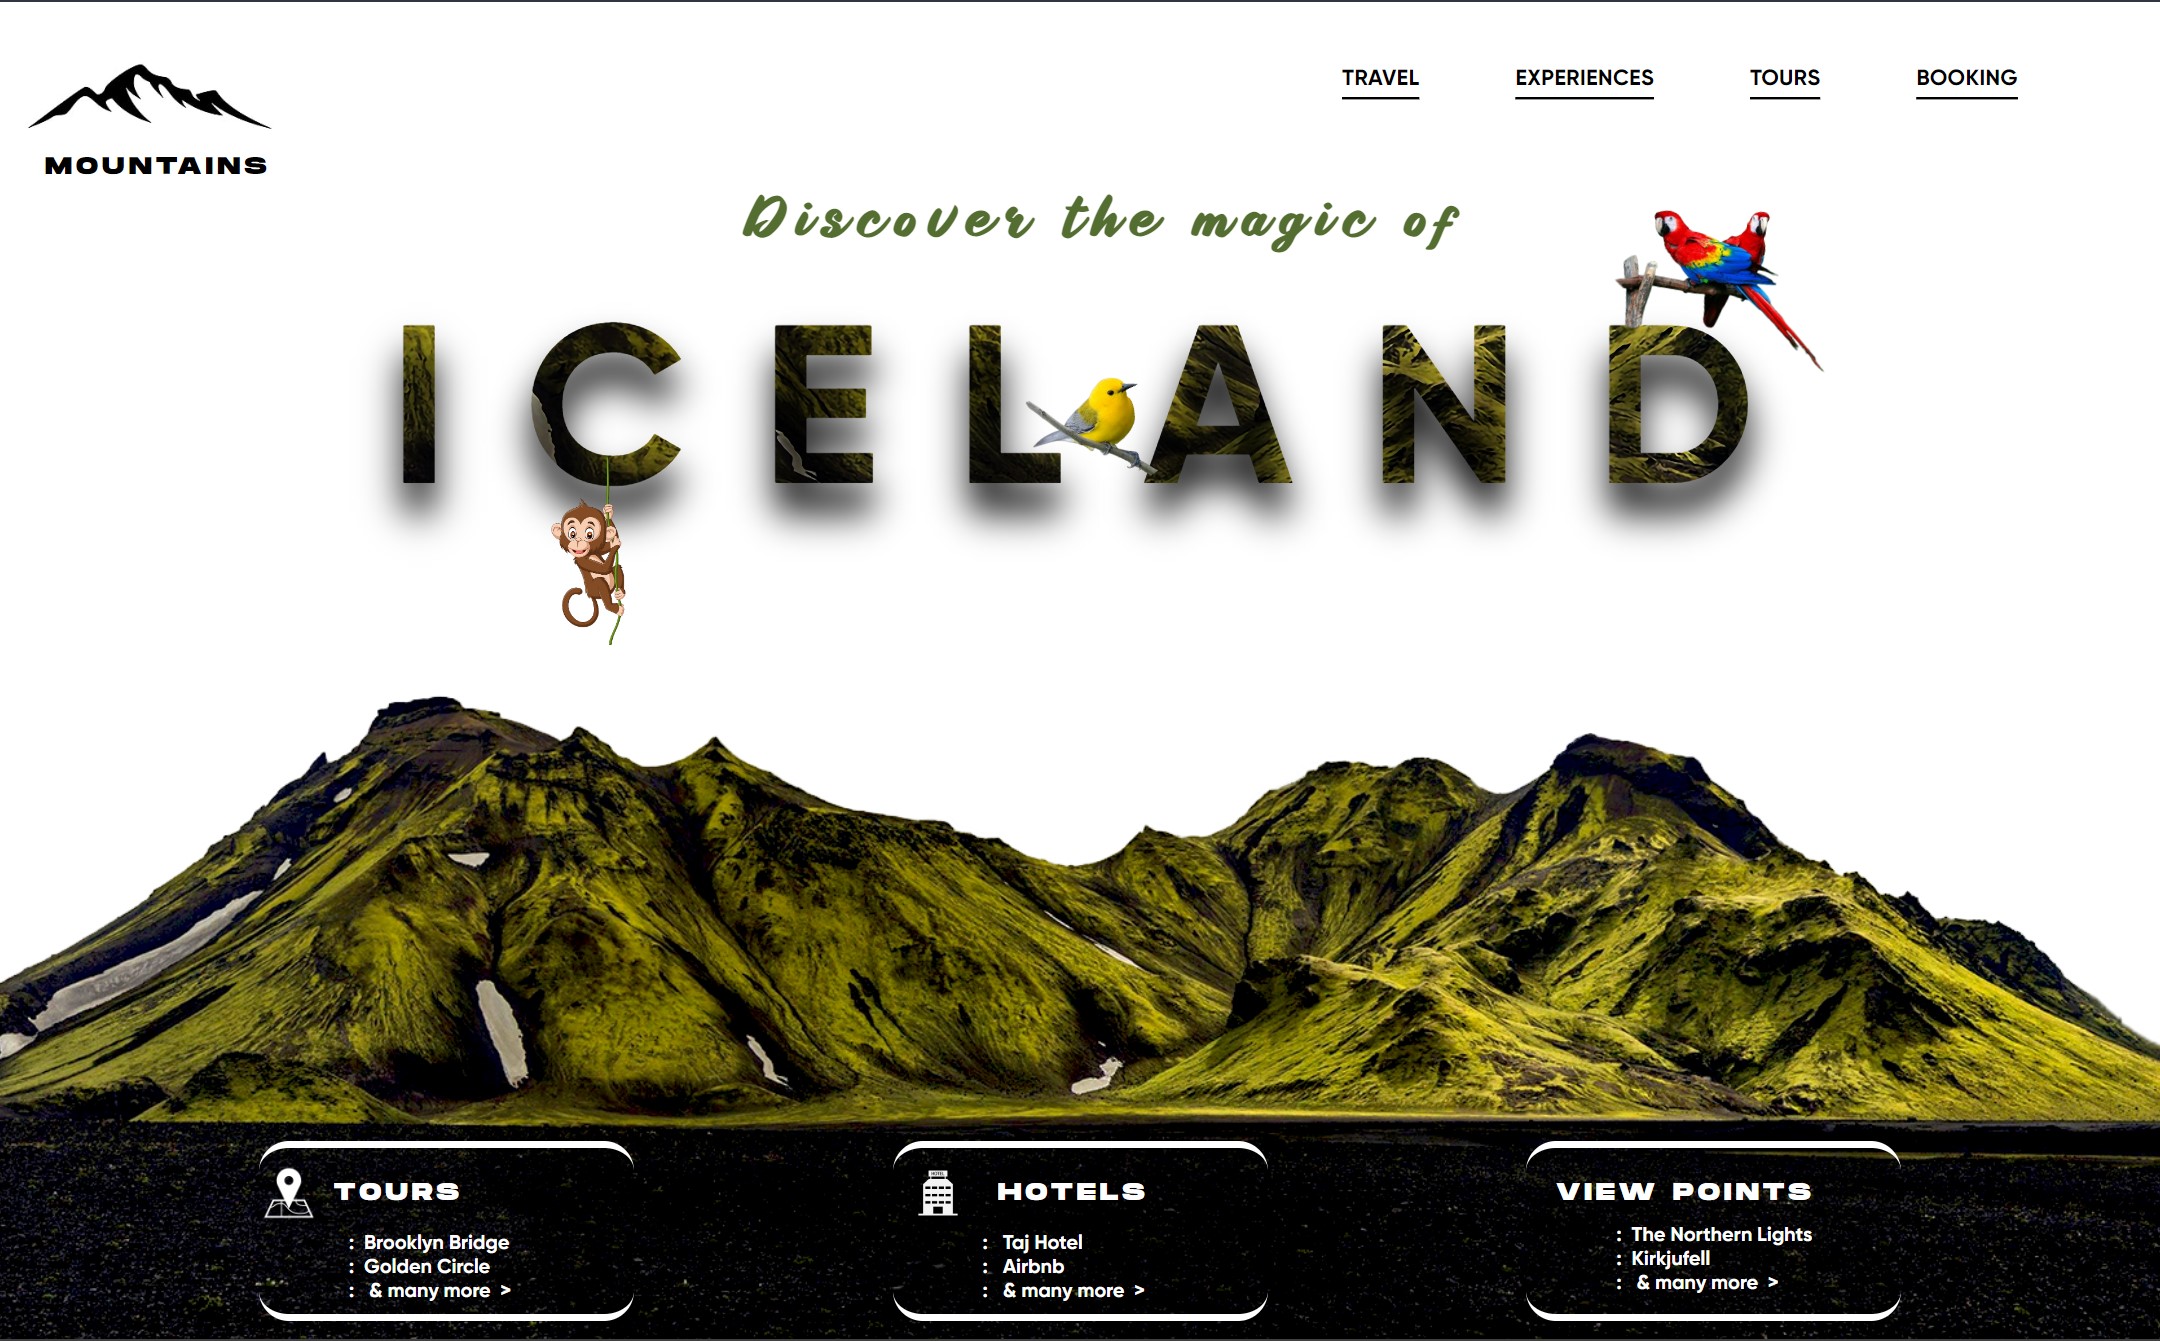 TRAVEL EXPERIENCES TOURS BOOKING
MOUNTAINS
Discover the magic of
ICELAND
TOURS
: Brooklyn Bridge
: Golden Circle
: & many more >
HOTEL
HOTELS
: Taj Hotel
: Airbnb
: & many more >
VIEW POINTS
: The Northern Lights
: Kirkjufell
: & many more >